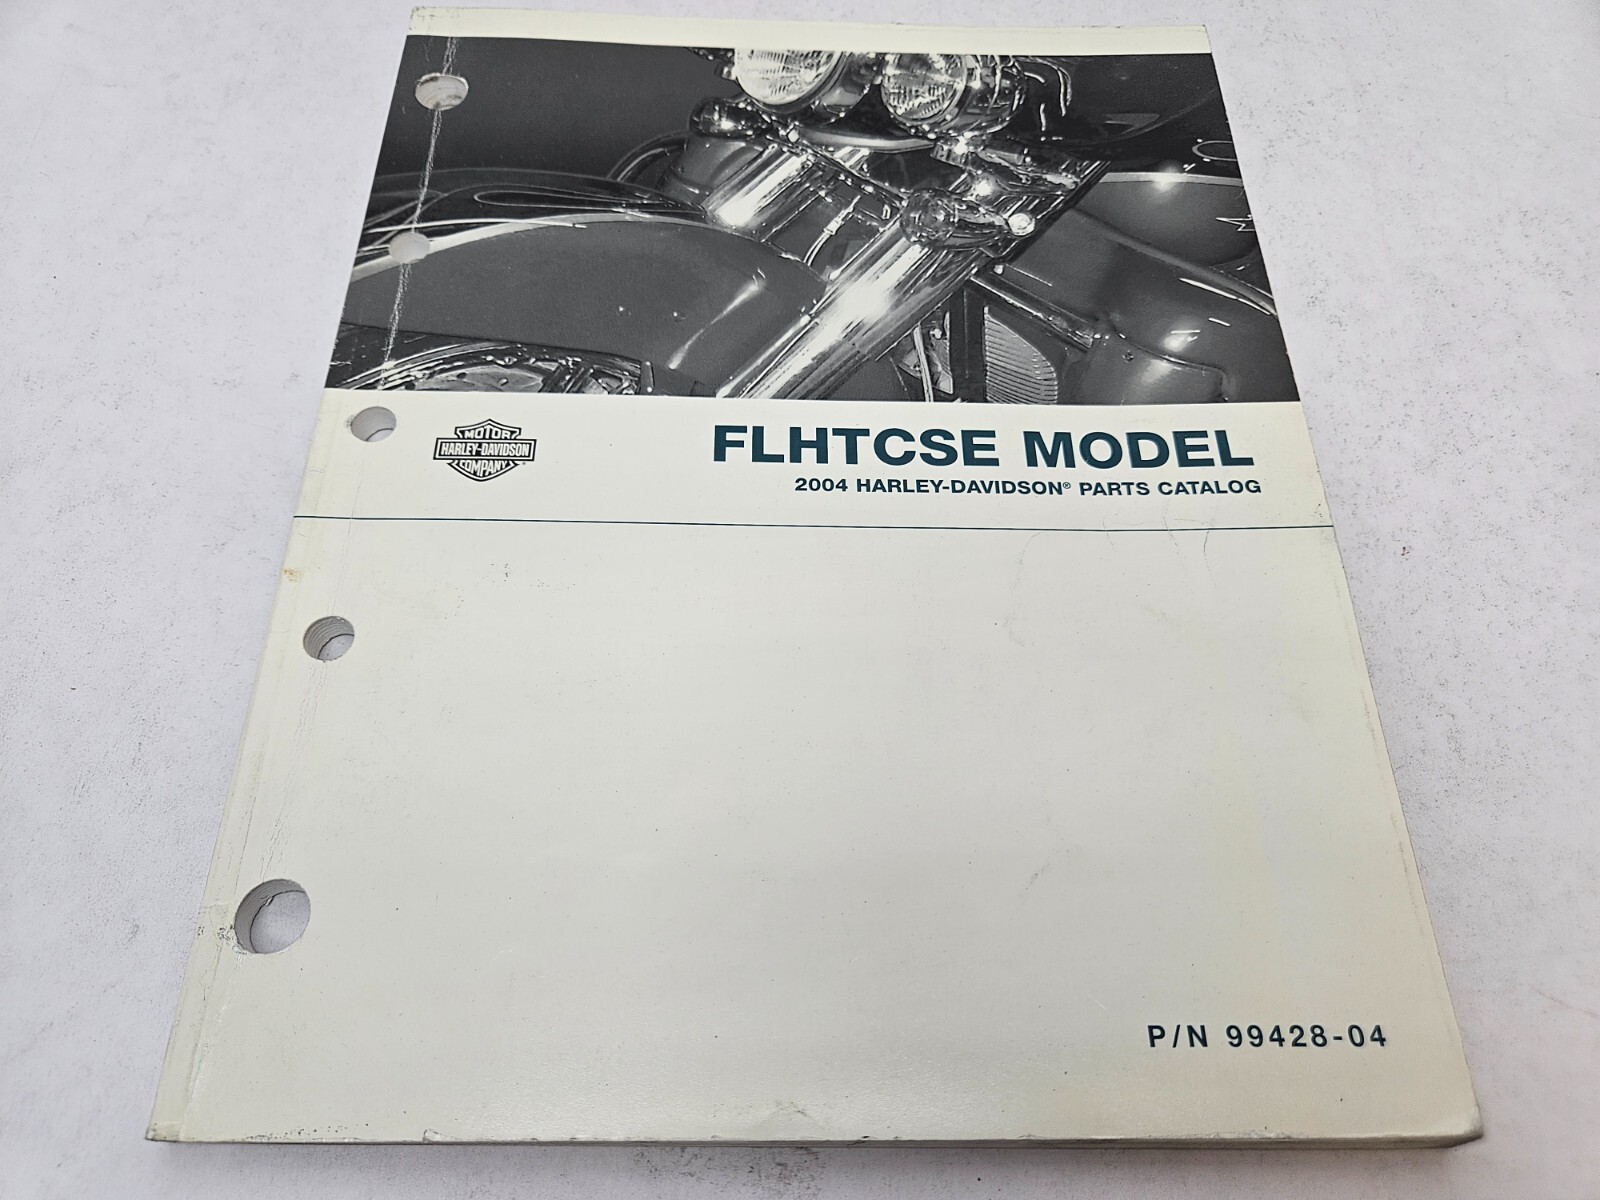 MOTOR
HARLEY-DAVIDSON
COMPANY
FLHTCSE MODEL
2004 HARLEY-DAVIDSON® PARTS CATALOG
P/N 99428-04